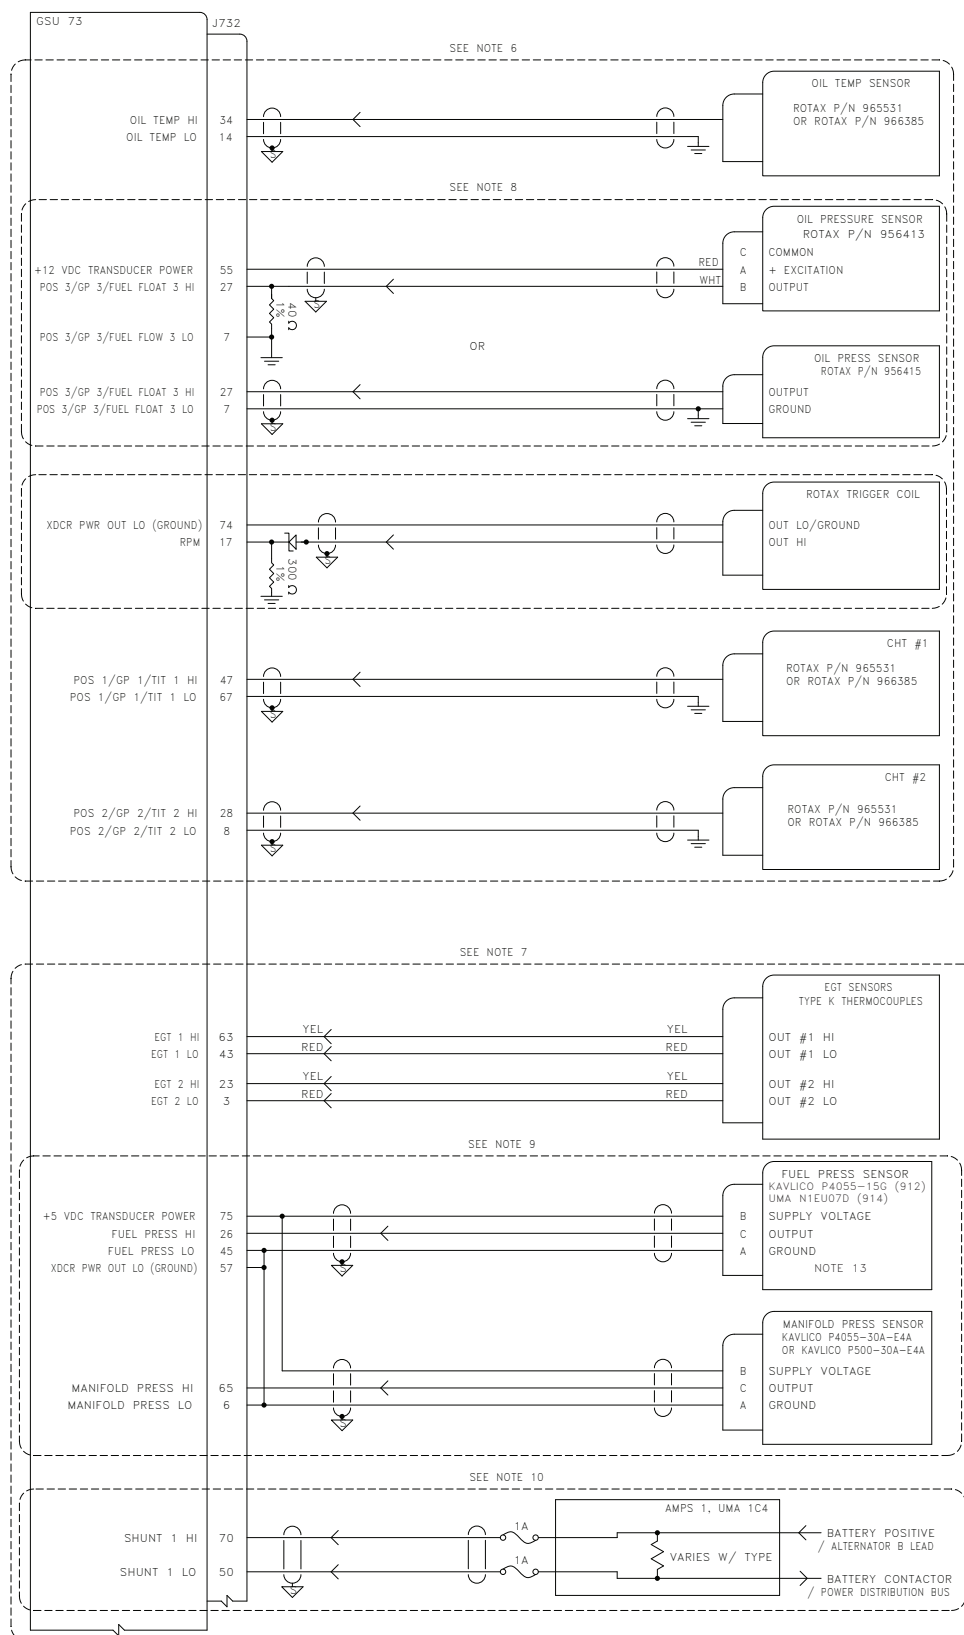 GSU 73
J732
SEE NOTE 6
OIL TEMP SENSOR
ROTAX P/N 965531
OR ROTAX P/N 966385
OIL TEMP HI 34
OIL TEMP LO 14
S
SEE NOTE 8
OIL PRESSURE SENSOR
ROTAX P/N 956413
C COMMON
+12 VDC TRANSDUCER POWER 55 RED A + EXCITATION
POS 3/GP 3/FUEL FLOAT 3 HI 27 WHT B OUTPUT
S
40 Ω
1%
POS 3/GP 3/FUEL FLOW 3 LO 7
OR
OIL PRESS SENSOR
ROTAX P/N 956415
POS 3/GP 3/FUEL FLOAT 3 HI 27 OUTPUT
POS 3/GP 3/FUEL FLOAT 3 LO 7 GROUND
S
ROTAX TRIGGER COIL
XDCR PWR OUT LO (GROUND) 74 OUT LO/GROUND
RPM 17 OUT HI
S
300 Ω
1%
CHT #1
ROTAX P/N 965531
OR ROTAX P/N 966385
POS 1/GP 1/TIT 1 HI 47
POS 1/GP 1/TIT 1 LO 67
S
CHT #2
ROTAX P/N 965531
OR ROTAX P/N 966385
POS 2/GP 2/TIT 2 HI 28
POS 2/GP 2/TIT 2 LO 8
S
SEE NOTE 7
EGT SENSORS
TYPE K THERMOCOUPLES
EGT 1 HI 63 YEL YEL OUT #1 HI
EGT 1 LO 43 RED RED OUT #1 LO
EGT 2 HI 23 YEL YEL OUT #2 HI
EGT 2 LO 3 RED RED OUT #2 LO
SEE NOTE 9
FUEL PRESS SENSOR
KAVLICO P4055-15G (912)
UMA N1EU07D (914)
+5 VDC TRANSDUCER POWER 75 B SUPPLY VOLTAGE
FUEL PRESS HI 26 C OUTPUT
FUEL PRESS LO 45 A GROUND
XDCR PWR OUT LO (GROUND) 57 S NOTE 13
MANIFOLD PRESS SENSOR
KAVLICO P4055-30A-E4A
OR KAVLICO P500-30A-E4A
B SUPPLY VOLTAGE
MANIFOLD PRESS HI 65 C OUTPUT
MANIFOLD PRESS LO 6 A GROUND
S
SEE NOTE 10
AMPS 1, UMA 1C4
SHUNT 1 HI 70 1A BATTERY POSITIVE
/ ALTERNATOR B LEAD
VARIES W/ TYPE
SHUNT 1 LO 50 1A BATTERY CONTACTOR
/ POWER DISTRIBUTION BUS
S